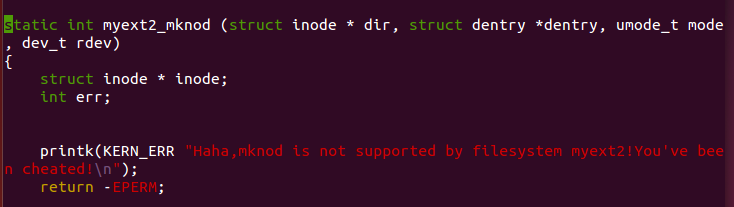 static int myext2_mknod (struct inode * dir, struct dentry *dentry, umode_t mode
, dev_t rdev)
{
    struct inode * inode;
    int err;
    printk(KERN_ERR "Haha,mknod is not supported by filesystem myext2!You've bee
n cheated!\n");
    return -EPERM;